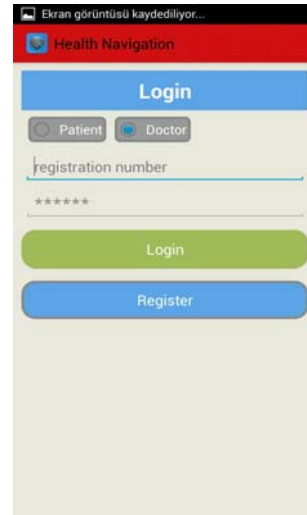 Ekran görüntüsü kaydediliyor...
Health Navigation
Login
Patient Doctor
registration number
******
Login
Register